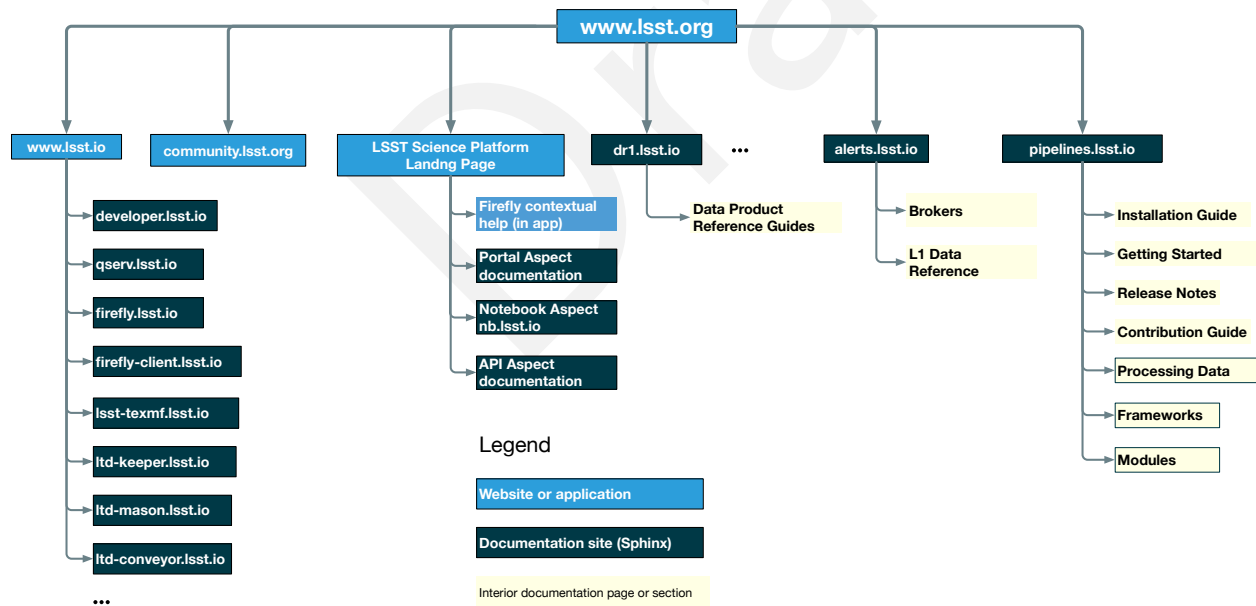 www.lsst.org
www.lsst.io
community.lsst.org
LSST Science Platform
Landng Page
dr1.lsst.io
...
alerts.lsst.io
pipelines.lsst.io
developer.lsst.io
qserv.lsst.io
firefly.lsst.io
firefly-client.lsst.io
lsst-texmf.lsst.io
ltd-keeper.lsst.io
ltd-mason.lsst.io
ltd-conveyor.lsst.io
...
Firefly contextual
help (in app)
Portal Aspect
documentation
Notebook Aspect
nb.lsst.io
API Aspect
documentation
Data Product
Reference Guides
Brokers
L1 Data
Reference
Installation Guide
Getting Started
Release Notes
Contribution Guide
Processing Data
Frameworks
Modules
Legend
Website or application
Documentation site (Sphinx)
Interior documentation page or section